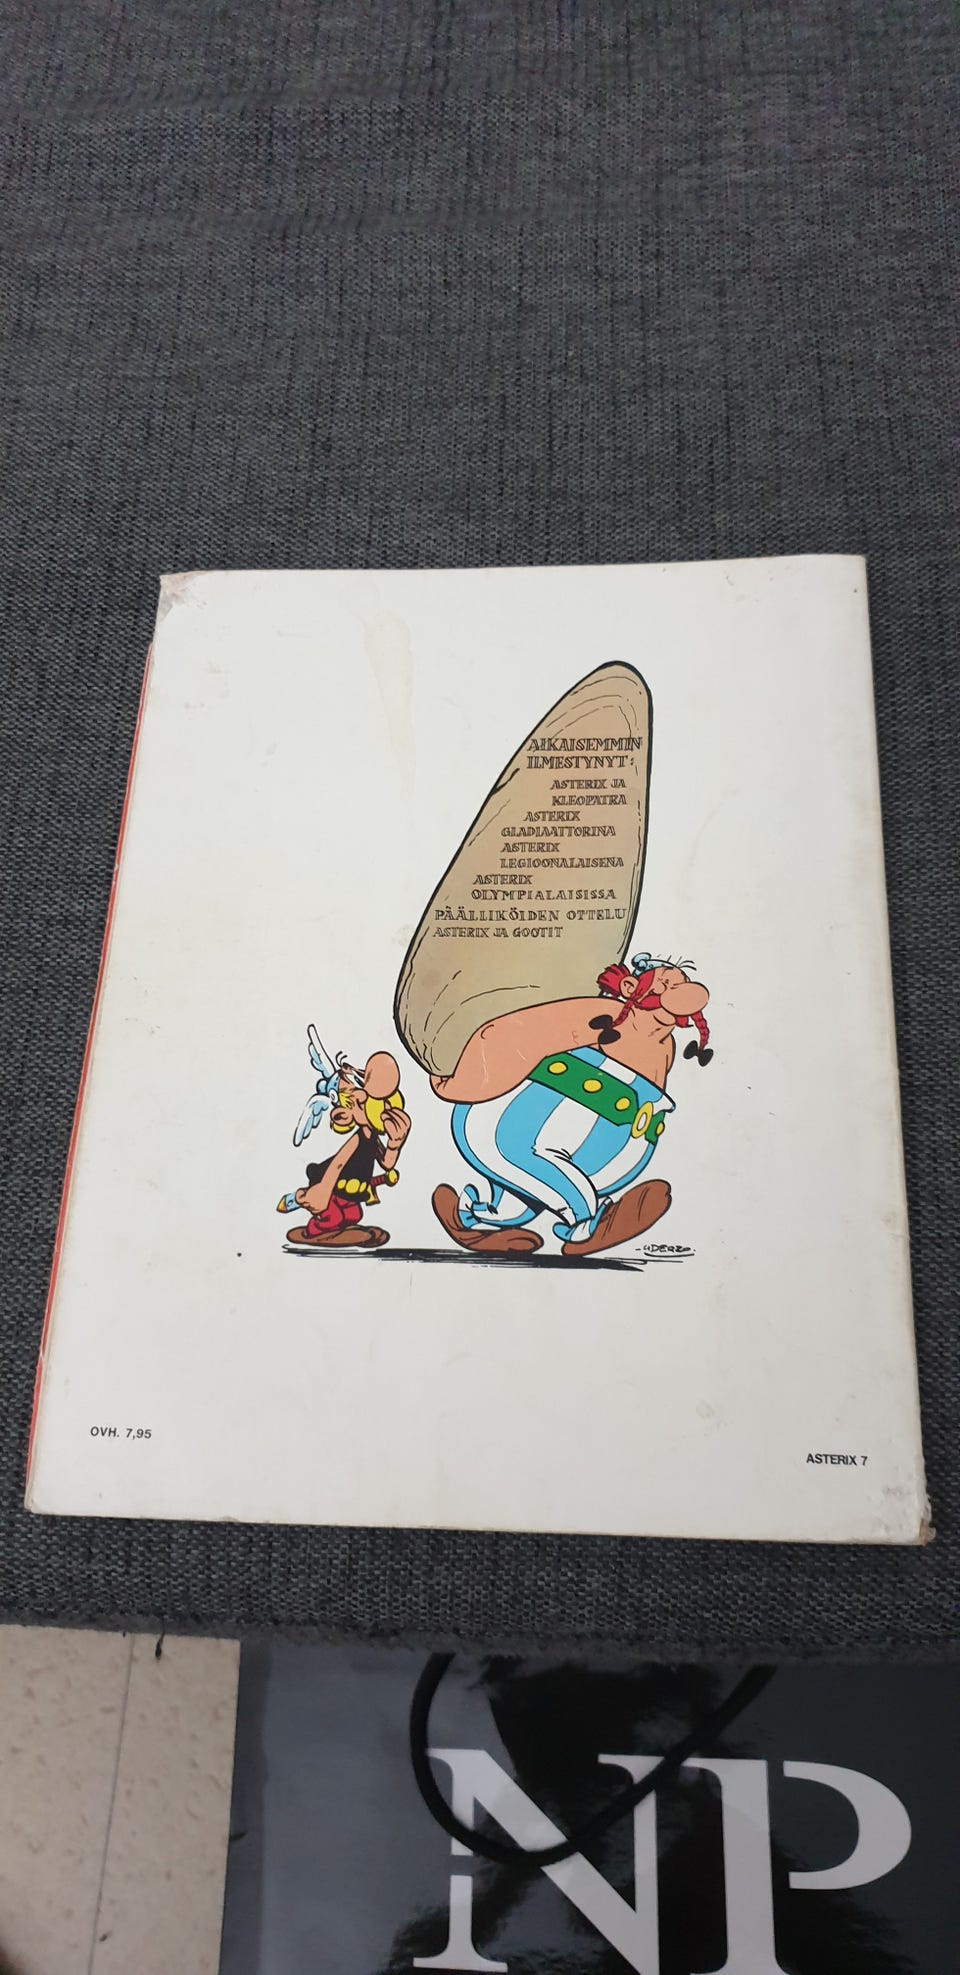 AIKAISEMMIN
ILMESTYNYT:
ASTERIX JA
KLEOPATRA
ASTERIX
GLADIAATTORINA
ASTERIX
LEGIOONALAISENA
ASTERIX
OLYMPIALAISISSA
PÄÄLLIKÖIDEN OTTELU
ASTERIX JA GOOTIT
-UDERZO-
OVH. 7,95
ASTERIX 7
NP